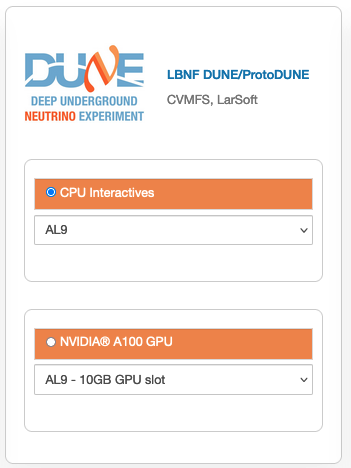 DUNE
DEEP UNDERGROUND
NEUTRINO EXPERIMENT
LBNF DUNE/ProtoDUNE
CVMFS, LarSoft
CPU Interactives
AL9
NVIDIA® A100 GPU
AL9 - 10GB GPU slot